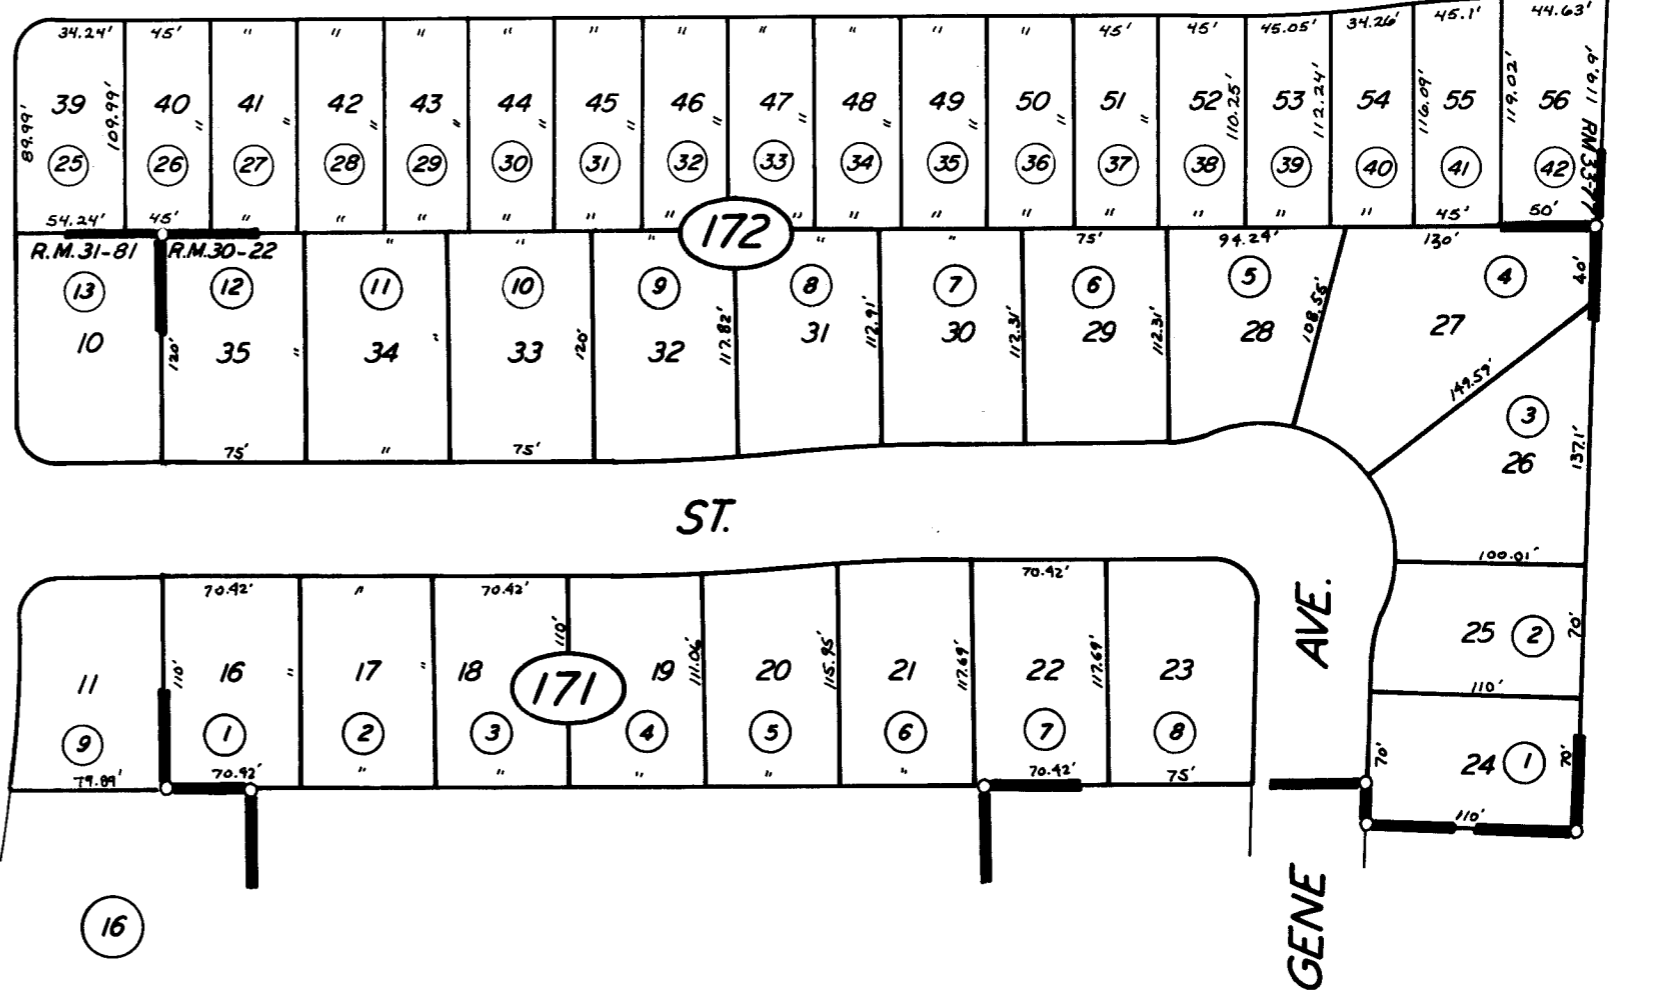 34.24' 45' " " " " " " " " " " 45' 45' 45.05' 34.26' 45.1' 44.63'
89.99' 39 109.99' 40 " 41 " 42 " 43 " 44 " 45 " 46 " 47 " 48 " 49 " 50 " 51 " 52 110.25' 53 112.24' 54 116.09' 55 119.02' 56 119.9'
RM 33-77
25 26 27 28 29 30 31 32 33 34 35 36 37 38 39 40 41 42
54.24' 45' " " " " " " " " " " " " " 45' 50'
172
R.M.31-81 R.M.30-22 " " " " " 75' 94.24' 130'
13 12 11 10 9 8 7 6 5 4 40'
10 120' 35 " 34 " 33 120' 32 117.82' 31 112.91' 30 112.31' 29 112.31' 28 108.55' 27
149.59'
3
26 137.1'
75' " 75'
ST.
100.01'
70.42' " 70.42' 70.42'
AVE.
25 2 70'
11 110' 16 " 17 " 18 110' 19 111.06' 20 115.95' 21 117.69' 22 117.69' 23
171
110'
9 1 2 3 4 5 6 7 8
70' 24 1 70'
79.89' 70.42' " " " " " 70.42' 75'
110'
16
GENE